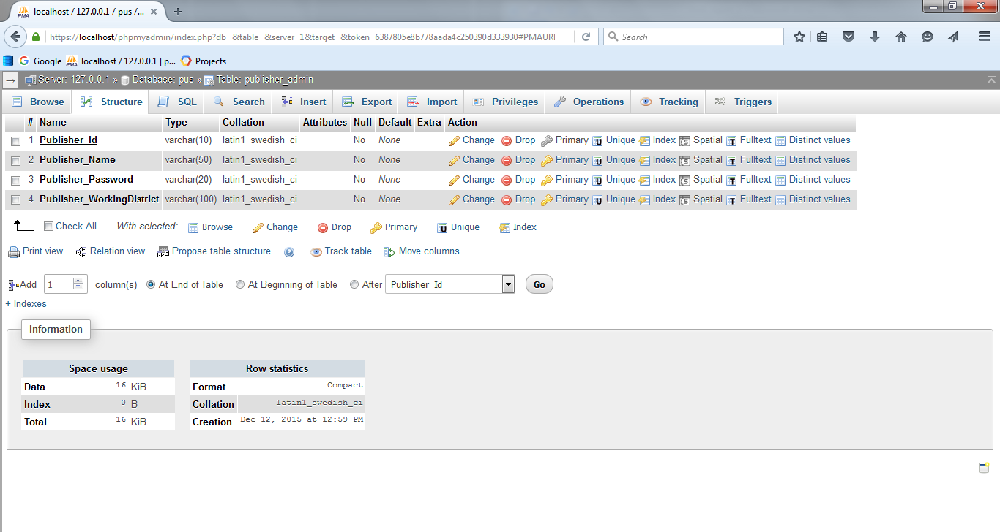 localhost / 127.0.0.1 / pus /...
https://localhost/phpmyadmin/index.php?db=&table=&server=1&target=&token=6387805e8b778aada4c250390d333930#PMAURI
Search
Google localhost / 127.0.0.1 | p... Projects
Server: 127.0.0.1 » Database: pus » Table: publisher_admin
Browse Structure SQL Search Insert Export Import Privileges Operations Tracking Triggers
# Name Type Collation Attributes Null Default Extra Action
1 Publisher_Id varchar(10) latin1_swedish_ci No None Change Drop Primary Unique Index Spatial Fulltext Distinct values
2 Publisher_Name varchar(50) latin1_swedish_ci No None Change Drop Primary Unique Index Spatial Fulltext Distinct values
3 Publisher_Password varchar(20) latin1_swedish_ci No None Change Drop Primary Unique Index Spatial Fulltext Distinct values
4 Publisher_WorkingDistrict varchar(100) latin1_swedish_ci No None Change Drop Primary Unique Index Spatial Fulltext Distinct values
Check All With selected: Browse Change Drop Primary Unique Index
Print view Relation view Propose table structure Track table Move columns
Add 1 column(s) At End of Table At Beginning of Table After Publisher_Id Go
+ Indexes
Information
Space usage
Data 16 KiB
Index 0 B
Total 16 KiB
Row statistics
Format Compact
Collation latin1_swedish_ci
Creation Dec 12, 2015 at 12:59 PM